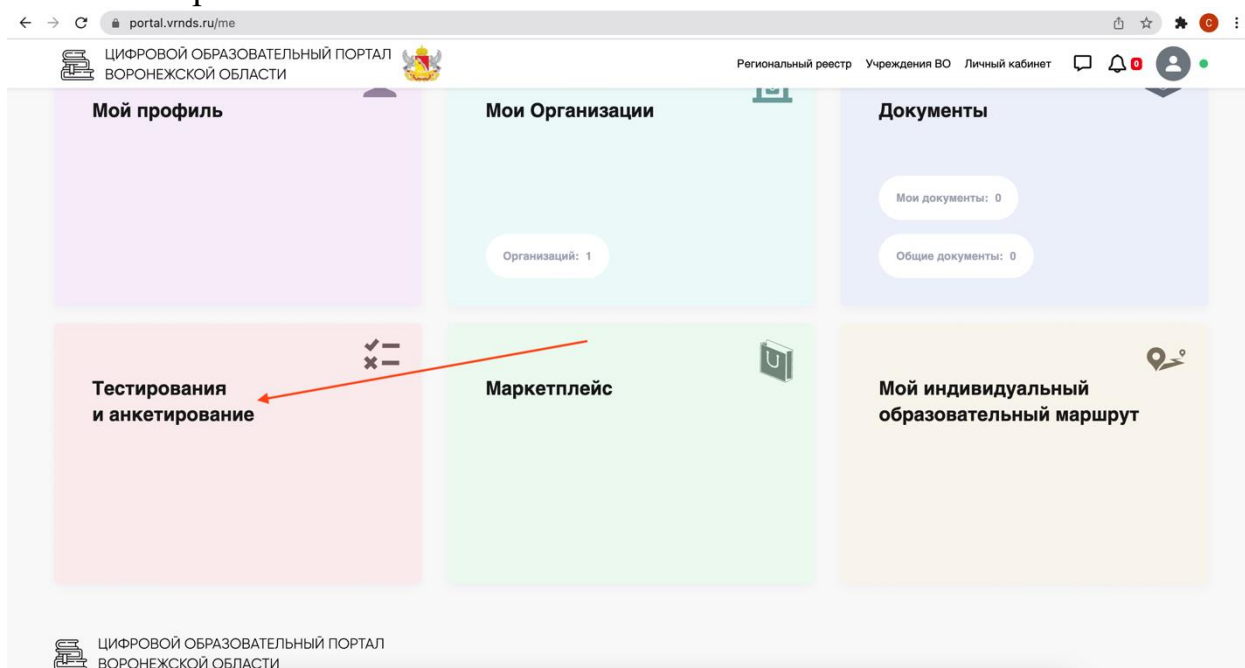 portal.vrnds.ru/me
C
ЦИФРОВОЙ ОБРАЗОВАТЕЛЬНЫЙ ПОРТАЛ
ВОРОНЕЖСКОЙ ОБЛАСТИ
Региональный реестр Учреждения ВО Личный кабинет 0
Мой профиль
Мои Организации
Организаций: 1
Документы
Мои документы: 0
Общие документы: 0
Тестирования
и анкетирование
Маркетплейс
Мой индивидуальный
образовательный маршрут
ЦИФРОВОЙ ОБРАЗОВАТЕЛЬНЫЙ ПОРТАЛ
ВОРОНЕЖСКОЙ ОБЛАСТИ